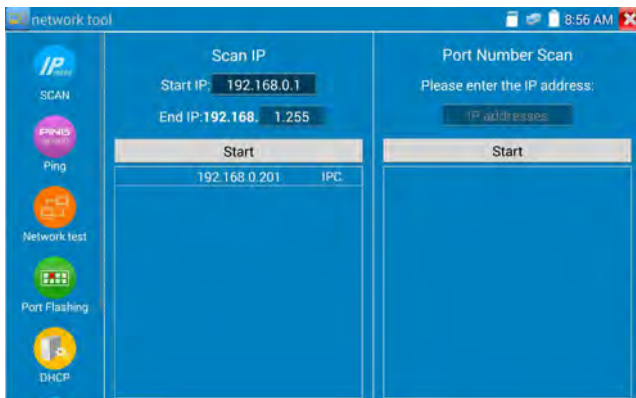 network tool
8:56 AM
IP
SCAN
PING
Ping
Network test
Port Flashing
DHCP
Scan IP
Start IP: 192.168.0.1
End IP:192.168. 1.255
Start
192.168.0.201 IPC
Port Number Scan
Please enter the IP address:
IP addresses
Start